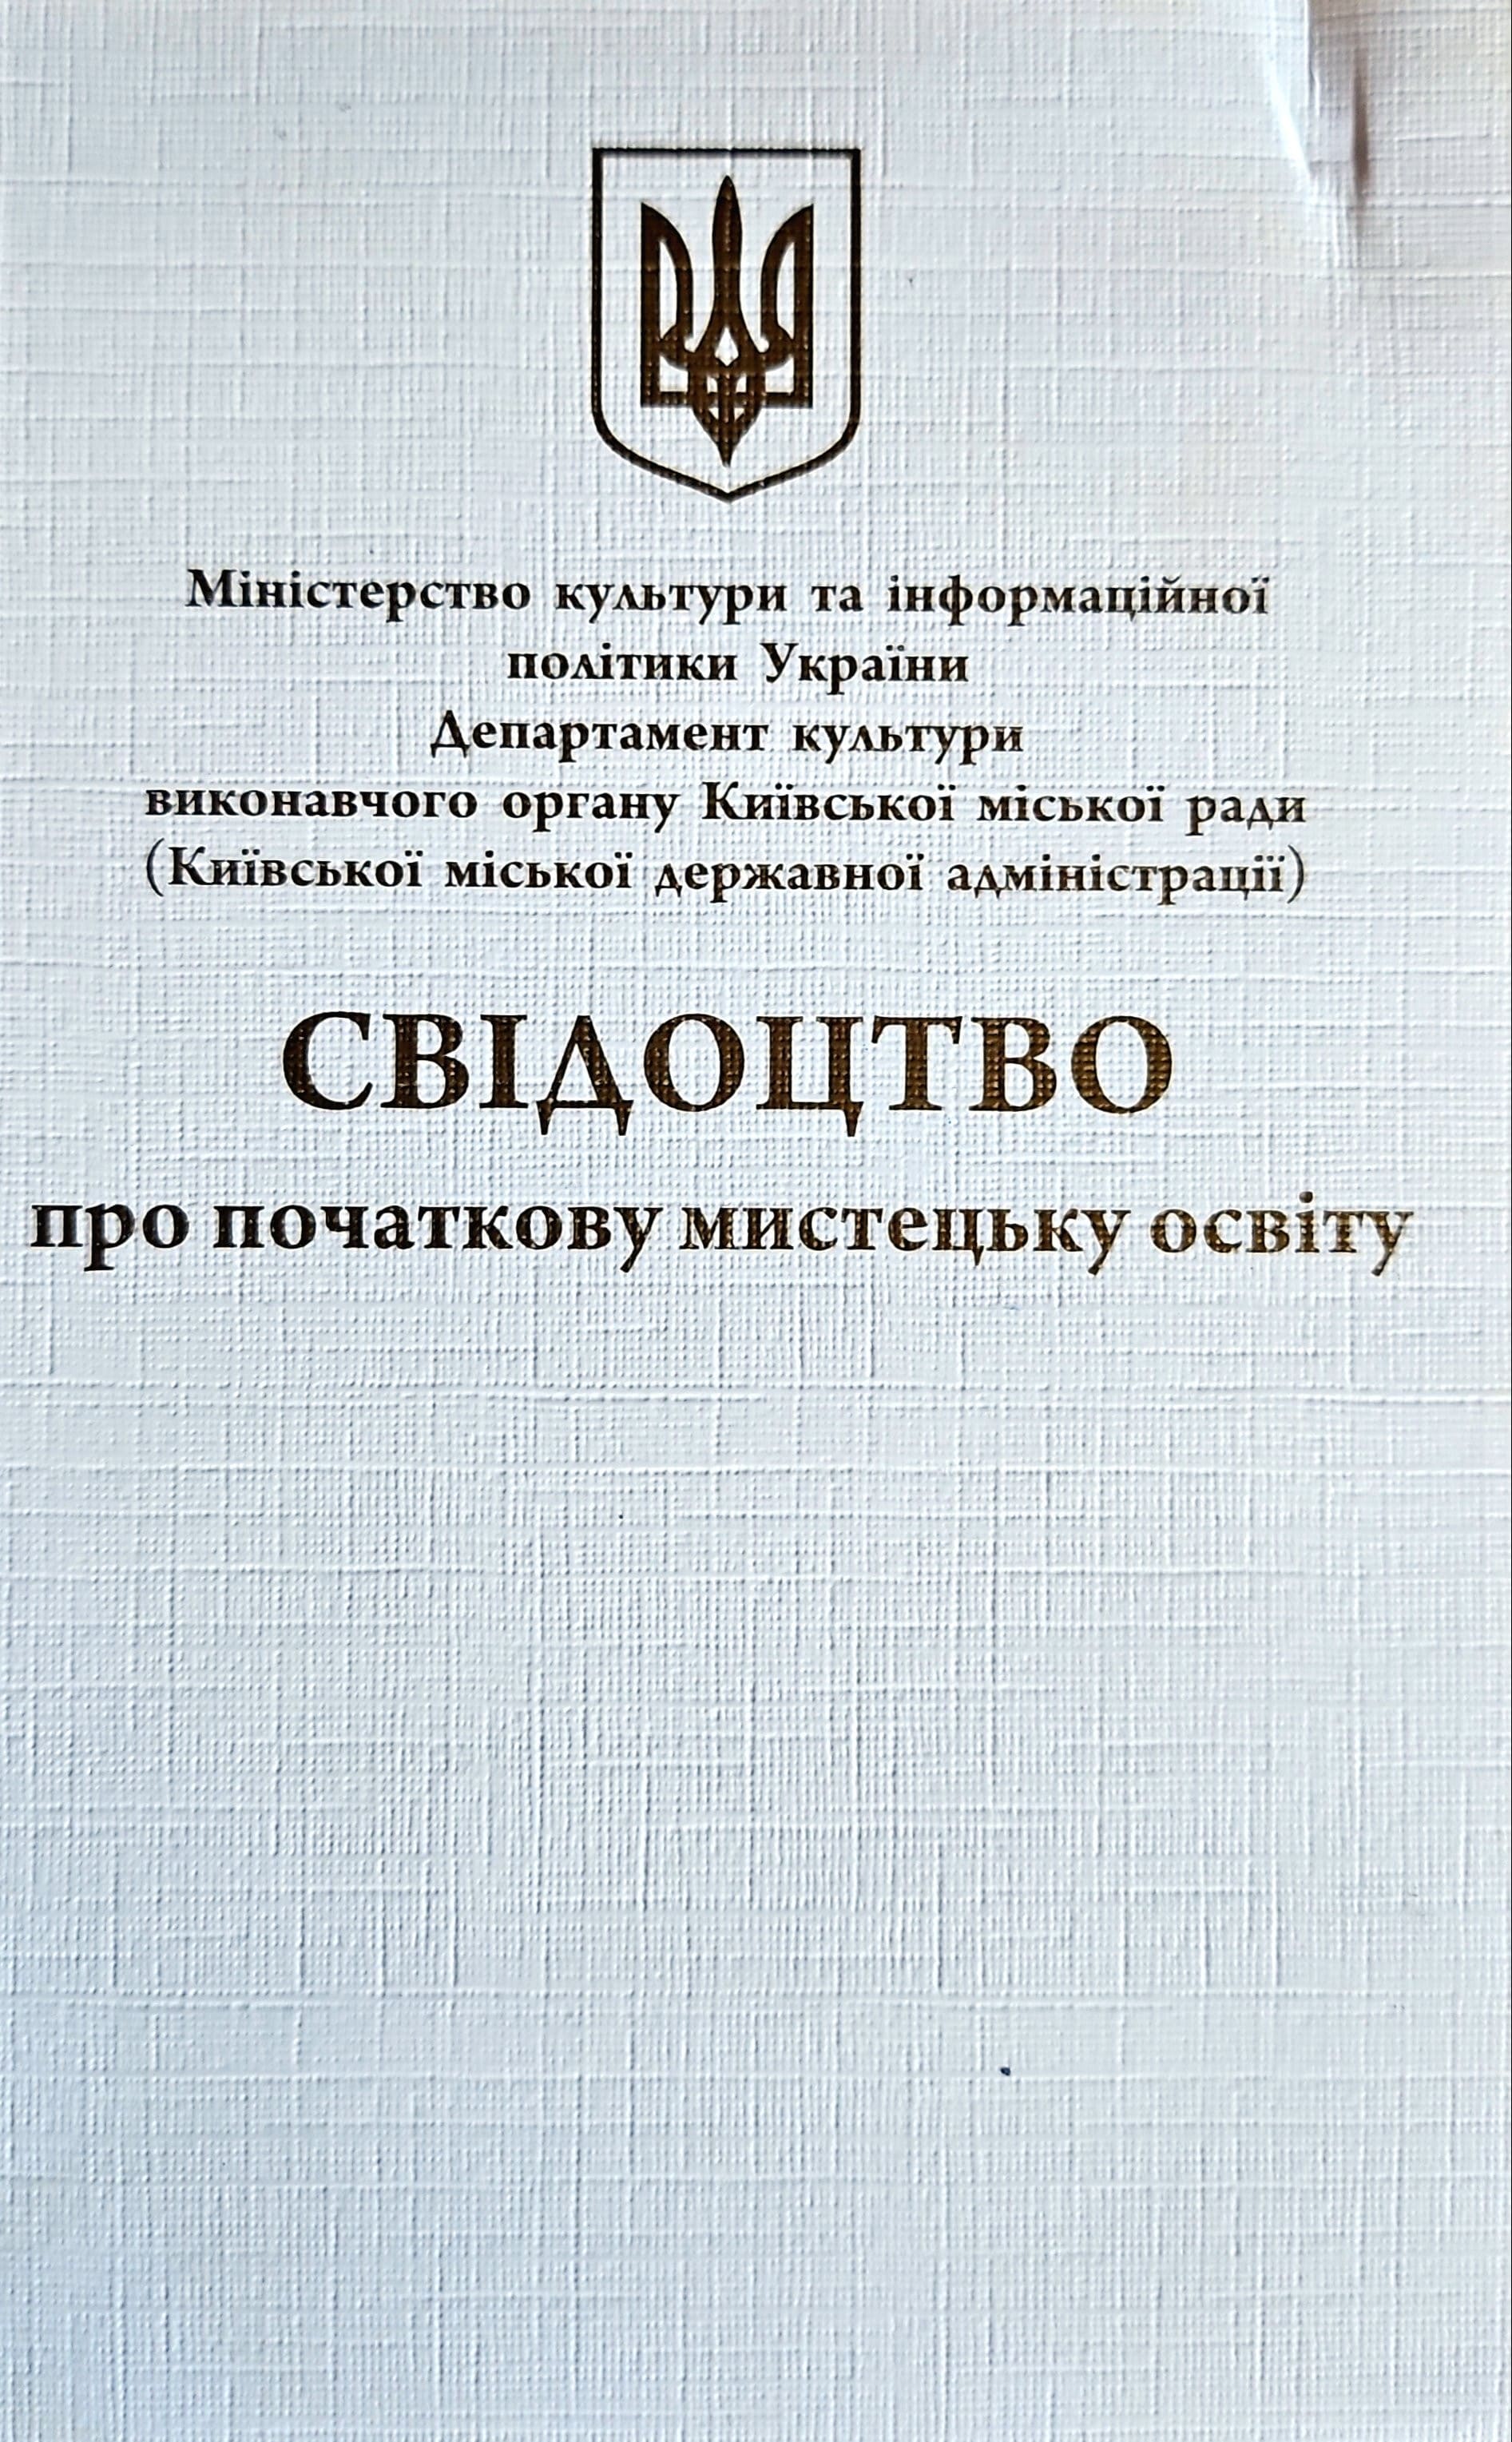 Міністерство культури та інформаційної
політики України
Департамент культури
виконавчого органу Київської міської ради
(Київської міської державної адміністрації)
СВІДОЦТВО
про початкову мистецьку освіту